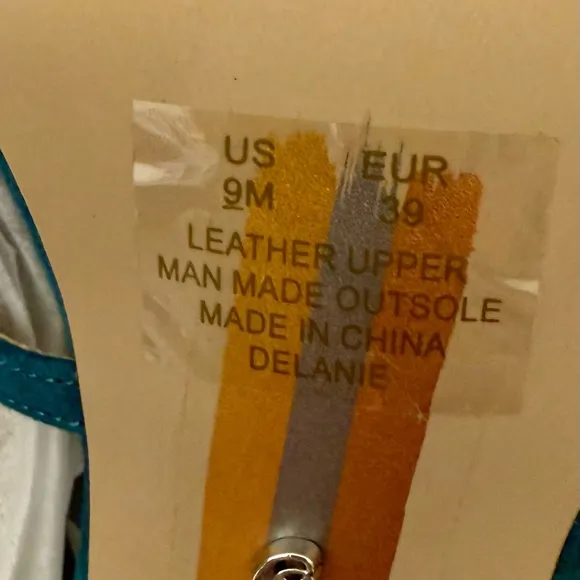 US EUR
9M 39
LEATHER UPPER
MAN MADE OUTSOLE
MADE IN CHINA
DELANIE